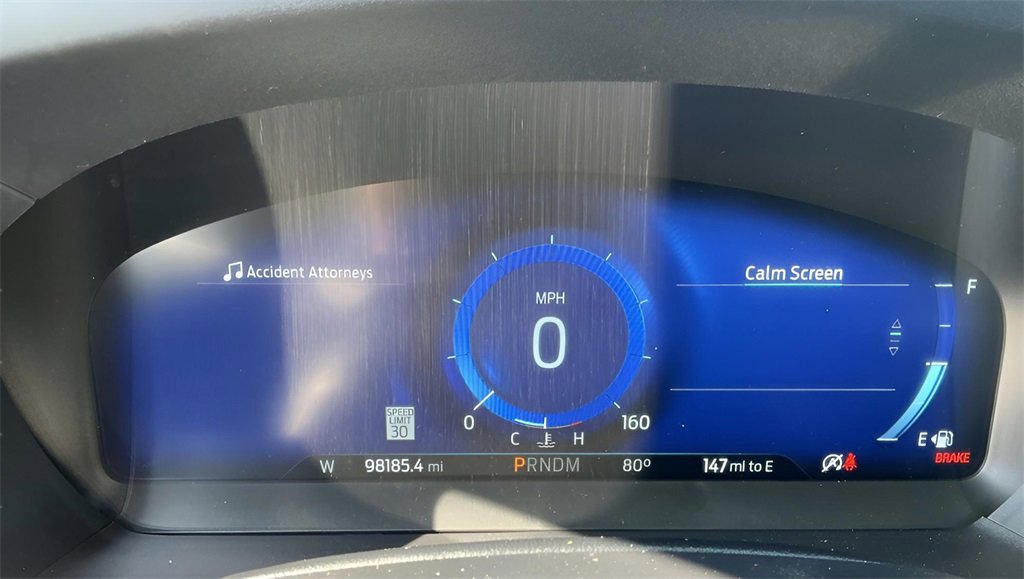 Accident Attorneys
Calm Screen
F
MPH
0
SPEED
LIMIT
30
0
160
C H
E
BRAKE
W 98185.4 mi PRNDM 80° 147 mi to E